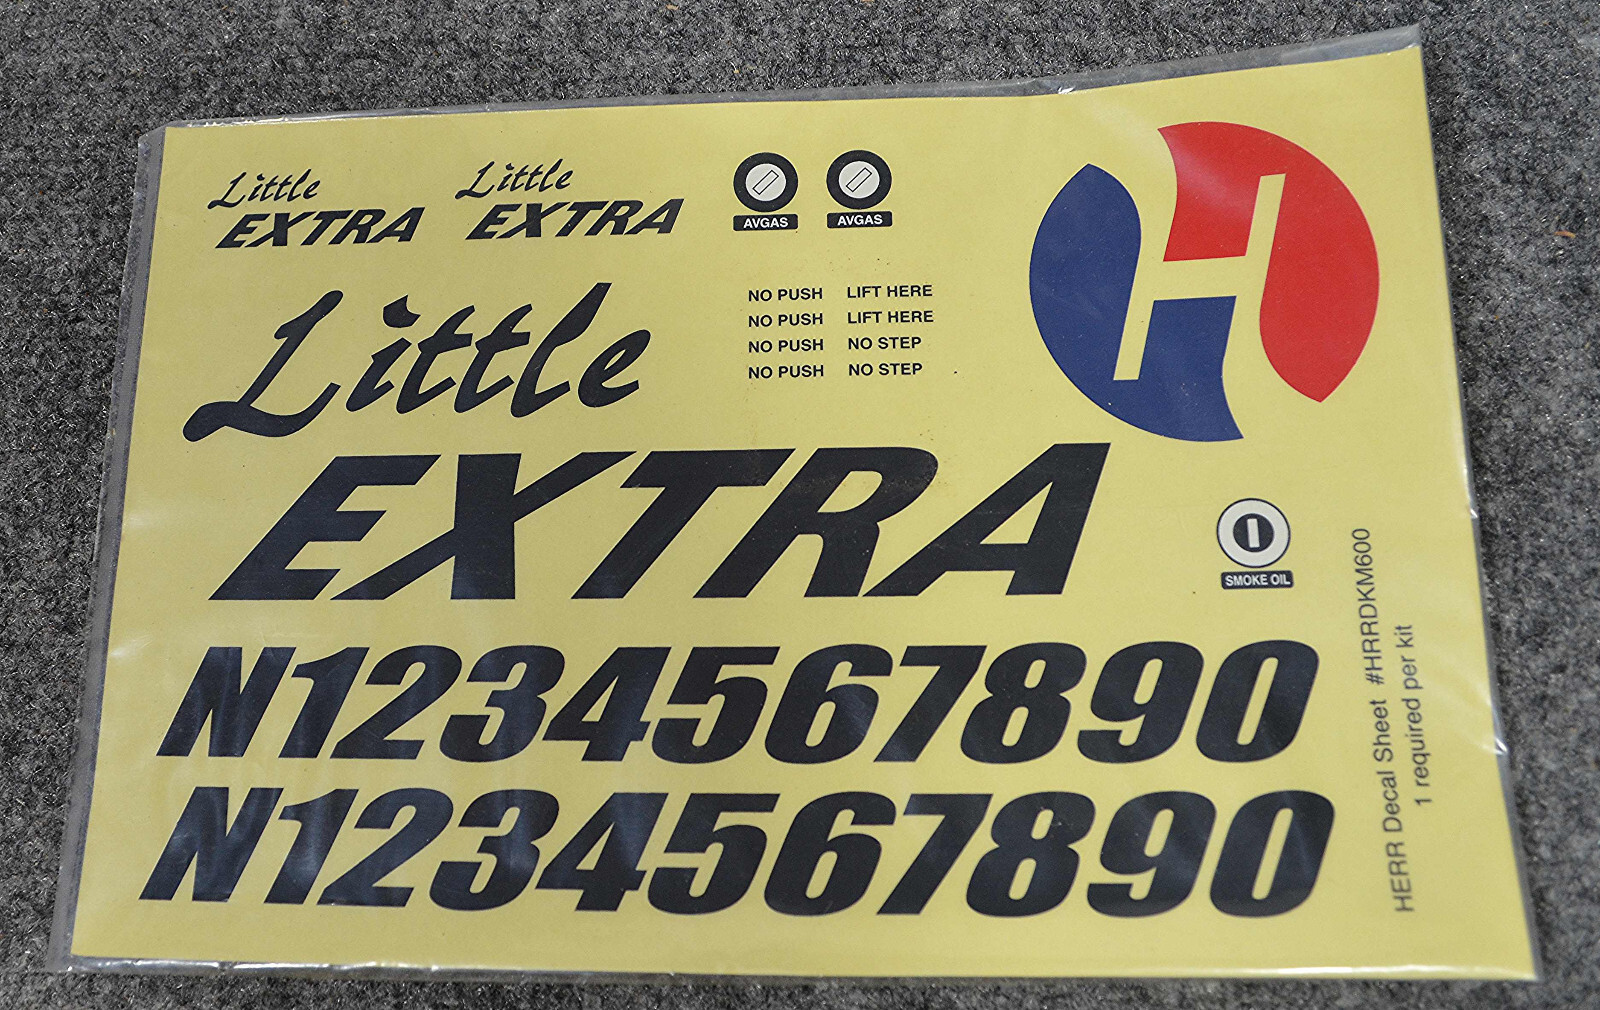 Little
EXTRA
Little
EXTRA
AVGAS
AVGAS
NO PUSH LIFT HERE
NO PUSH LIFT HERE
NO PUSH NO STEP
NO PUSH NO STEP
H
Little
EXTRA
SMOKE OIL
N1234567890
N1234567890
HERR Decal Sheet #HRRDKM600
1 required per kit